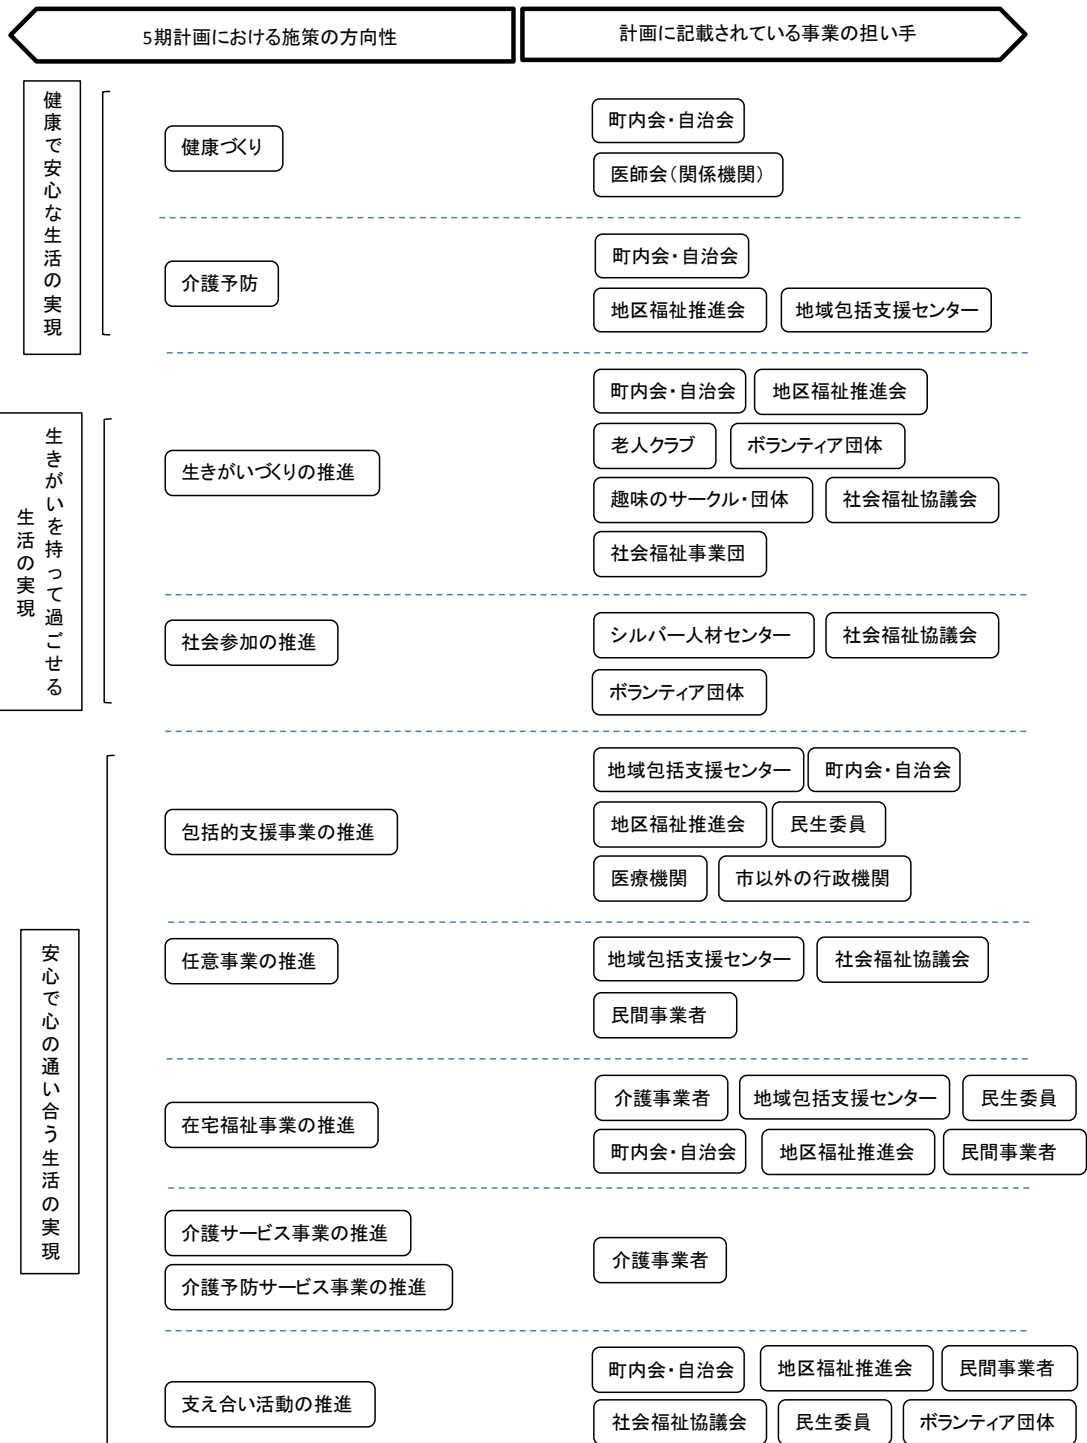 5期計画における施策の方向性
計画に記載されている事業の担い手
健康で安心な生活の実現
健康づくり
町内会・自治会
医師会（関係機関）
介護予防
町内会・自治会
地区福祉推進会
地域包括支援センター
生きがいを持って過ごせる
生活の実現
生きがいづくりの推進
町内会・自治会
地区福祉推進会
老人クラブ
ボランティア団体
趣味のサークル・団体
社会福祉協議会
社会福祉事業団
社会参加の推進
シルバー人材センター
社会福祉協議会
ボランティア団体
安心で心の通い合う生活の実現
包括的支援事業の推進
地域包括支援センター
町内会・自治会
地区福祉推進会
民生委員
医療機関
市以外の行政機関
任意事業の推進
地域包括支援センター
社会福祉協議会
民間事業者
在宅福祉事業の推進
介護事業者
地域包括支援センター
民生委員
町内会・自治会
地区福祉推進会
民間事業者
介護サービス事業の推進
介護予防サービス事業の推進
介護事業者
支え合い活動の推進
町内会・自治会
地区福祉推進会
民間事業者
社会福祉協議会
民生委員
ボランティア団体